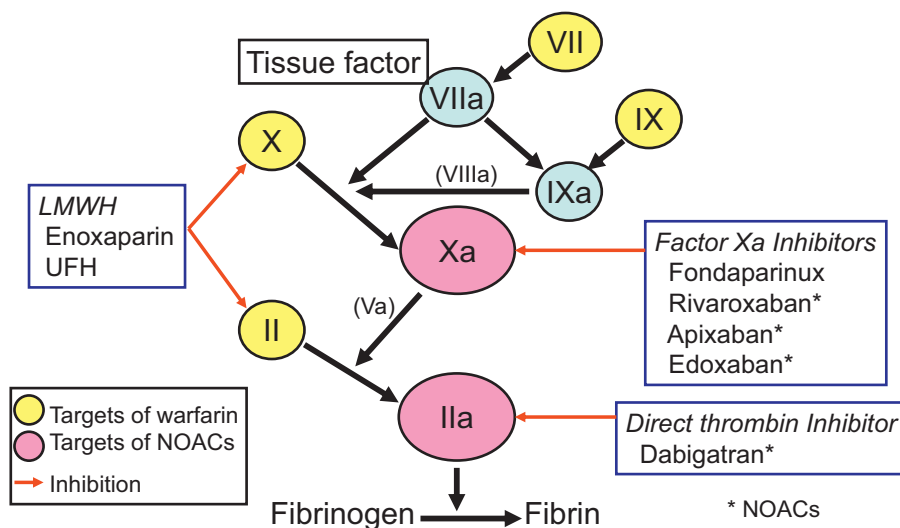 VII
Tissue factor
VIIa
IX
X
(VIIIa)
IXa
LMWH
Enoxaparin
UFH
Xa
Factor Xa Inhibitors
Fondaparinux
Rivaroxaban*
Apixaban*
Edoxaban*
(Va)
II
Targets of warfarin
Targets of NOACs
Inhibition
IIa
Direct thrombin Inhibitor
Dabigatran*
Fibrinogen
Fibrin
* NOACs